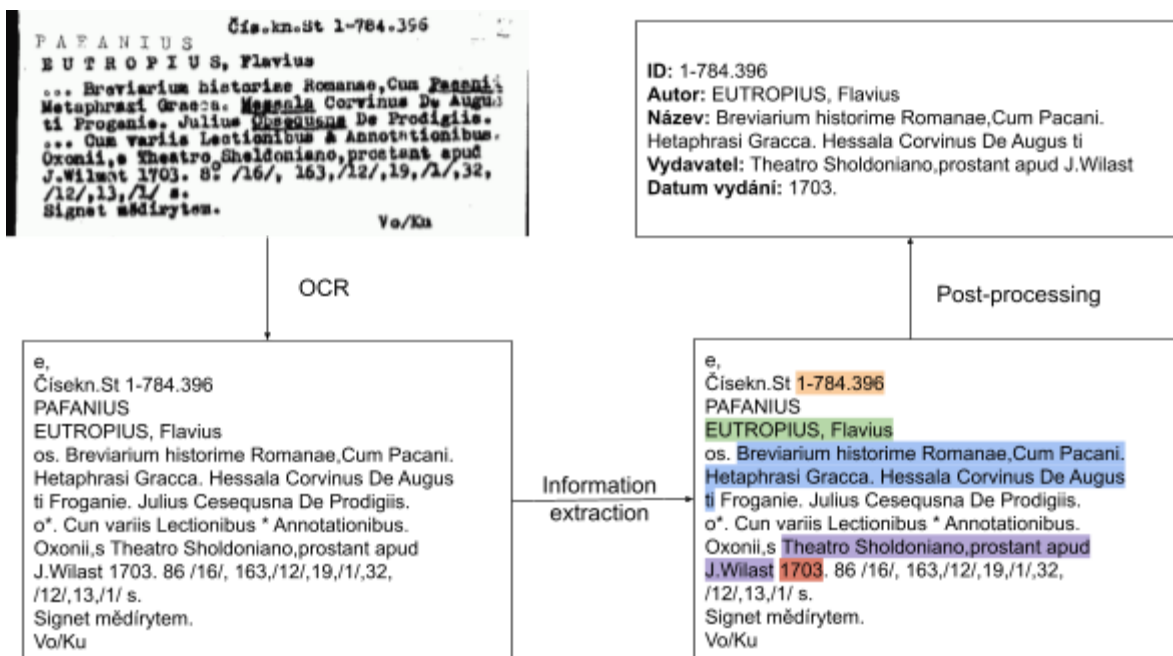 Čís.kn.St 1-784.396
PAFANIUS
EUTROPIUS, Flavius
... Breviarium historime Romanae,Cum Pacanii
Metaphrasi Graeca. Messala Corvinus De Augus
ti Progenie. Julius Obsequens De Prodigiis.
... Cum variis Lectionibus & Annotationibus.
Oxonii,e Theatro Sheldoniano,prostant apud
J.Wilmot 1703. 8° /16/, 163,/12/,19,/1/,32,
/12/,13,/1/ s.
Signet mědirytem.
Vo/Ku
OCR
e,
Čísekn.St 1-784.396
PAFANIUS
EUTROPIUS, Flavius
os. Breviarium historime Romanae,Cum Pacani.
Hetaphrasi Gracca. Hessala Corvinus De Augus
ti Froganie. Julius Cesequsna De Prodigiis.
o*. Cun variis Lectionibus * Annotationibus.
Oxonii,s Theatro Sholdoniano,prostant apud
J.Wilast 1703. 86 /16/, 163,/12/,19,/1/,32,
/12/,13,/1/ s.
Signet mědírytem.
Vo/Ku
Information
extraction
e,
Čísekn.St 1-784.396
PAFANIUS
EUTROPIUS, Flavius
os. Breviarium historime Romanae,Cum Pacani.
Hetaphrasi Gracca. Hessala Corvinus De Augus
ti Froganie. Julius Cesequsna De Prodigiis.
o*. Cun variis Lectionibus * Annotationibus.
Oxonii,s Theatro Sholdoniano,prostant apud
J.Wilast 1703. 86 /16/, 163,/12/,19,/1/,32,
/12/,13,/1/ s.
Signet mědírytem.
Vo/Ku
Post-processing
ID: 1-784.396
Autor: EUTROPIUS, Flavius
Název: Breviarium historime Romanae,Cum Pacani.
Hetaphrasi Gracca. Hessala Corvinus De Augus ti
Vydavatel: Theatro Sholdoniano,prostant apud J.Wilast
Datum vydání: 1703.